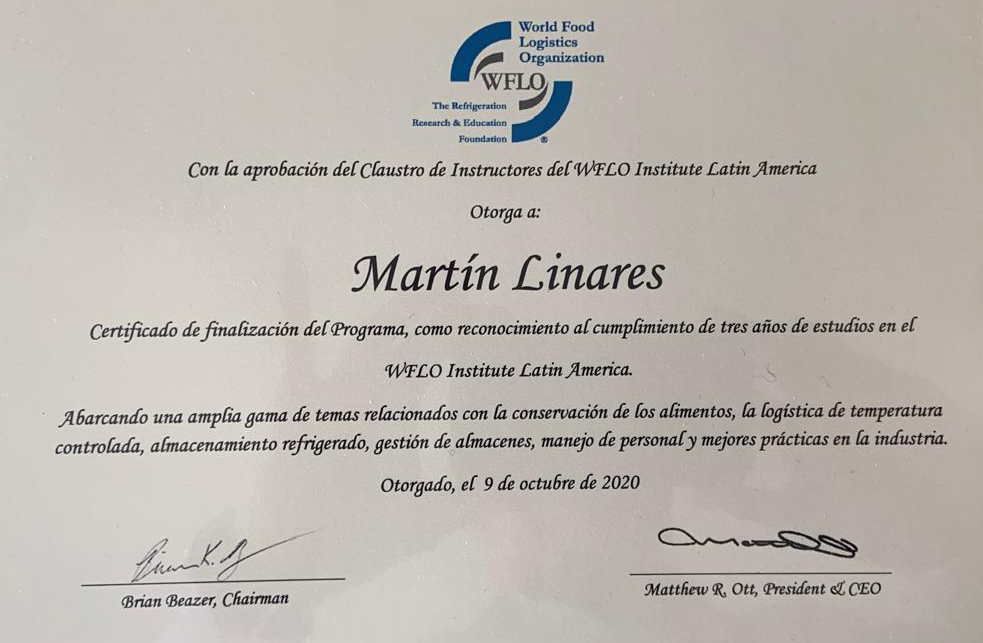 World Food
Logistics
Organization
WFLO
The Refrigeration
Research & Education
Foundation
®
Con la aprobación del Claustro de Instructores del WFLO Institute Latin America
Otorga a:
Martín Linares
Certificado de finalización del Programa, como reconocimiento al cumplimiento de tres años de estudios en el
WFLO Institute Latin America.
Abarcando una amplia gama de temas relacionados con la conservación de los alimentos, la logística de temperatura
controlada, almacenamiento refrigerado, gestión de almacenes, manejo de personal y mejores prácticas en la industria.
Otorgado, el 9 de octubre de 2020
Brian Beazer, Chairman
Matthew R, Ott, President & CEO